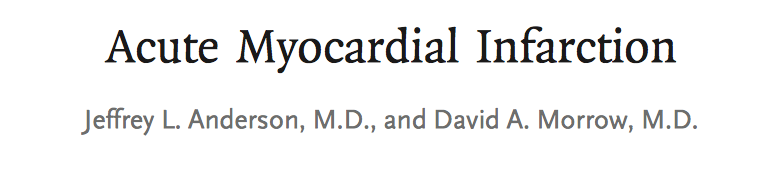 Acute Myocardial Infarction
Jeffrey L. Anderson, M.D., and David A. Morrow, M.D.